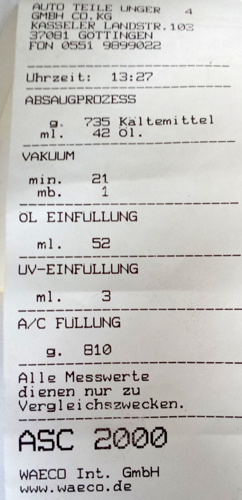 AUTO TEILE UNGER 4
GMBH CO.KG
KASSELER LANDSTR.103
37081 GOTTINGEN
FON 0551 9899022
Uhrzeit: 13:27
ABSAUGPROZESS
g. 735 Kältemittel
ml. 42 Öl.
VAKUUM
min. 21
mb. 1
OL EINFULLUNG
ml. 52
UV-EINFULLUNG
ml. 3
A/C FULLUNG
g. 810
Alle Messwerte
dienen nur zu
Vergleichszwecken.
ASC 2000
WAECO Int. GmbH
www.waeco.de